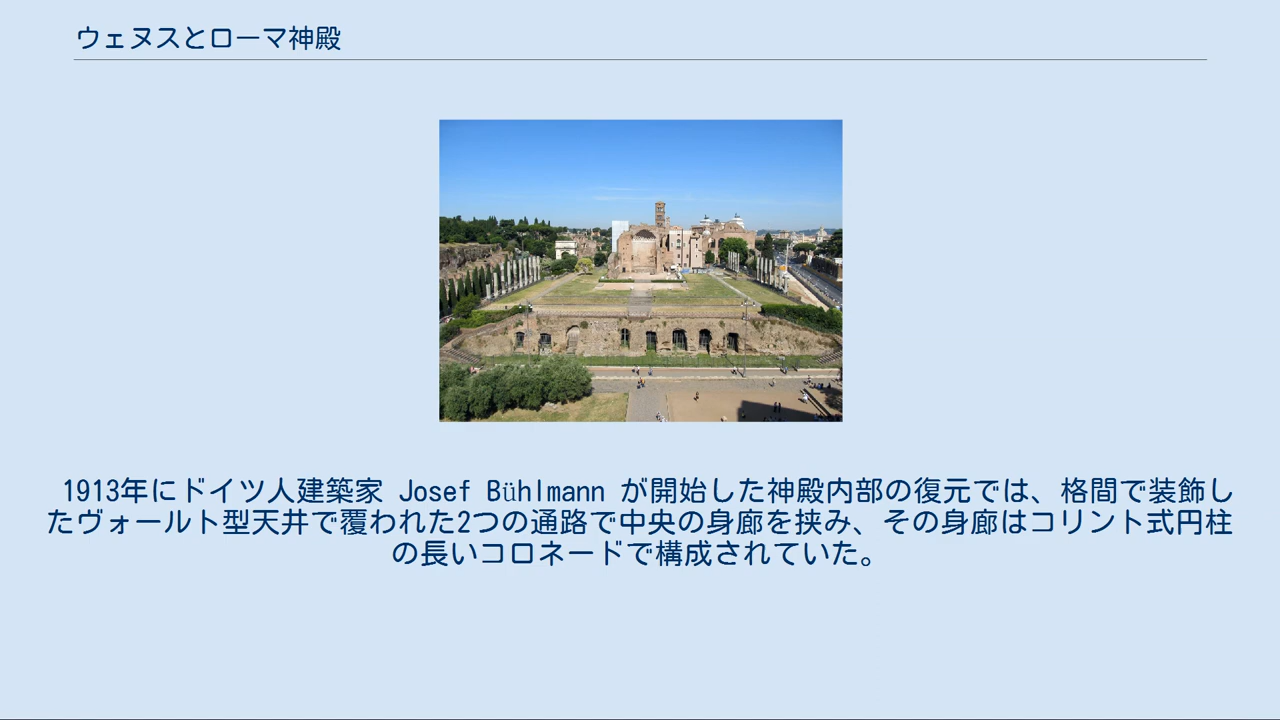 ウェヌスとローマ神殿
1913年にドイツ人建築家 Josef Bühlmann が開始した神殿内部の復元では、格間で装飾し
たヴォールト型天井で覆われた2つの通路で中央の身廊を挟み、その身廊はコリント式円柱
の長いコロネードで構成されていた。